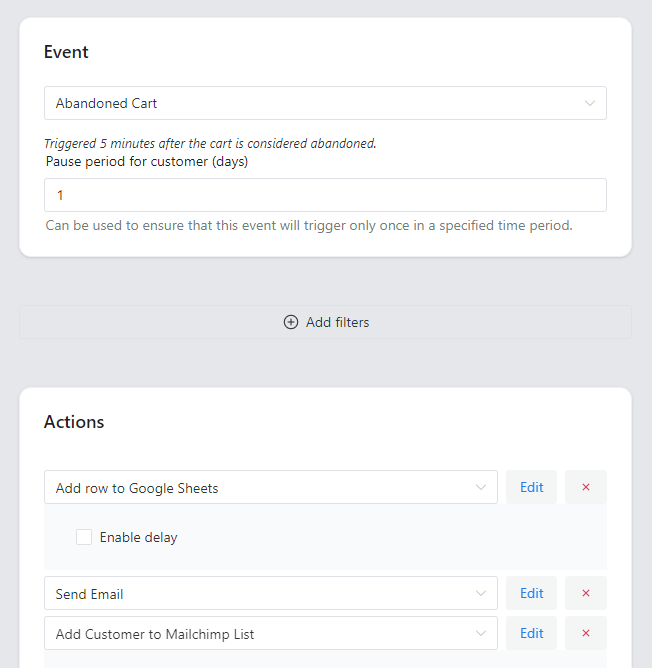 Event
Abandoned Cart
Triggered 5 minutes after the cart is considered abandoned.
Pause period for customer (days)
1
Can be used to ensure that this event will trigger only once in a specified time period.
Add filters
Actions
Add row to Google Sheets Edit ×
Enable delay
Send Email Edit ×
Add Customer to Mailchimp List Edit ×